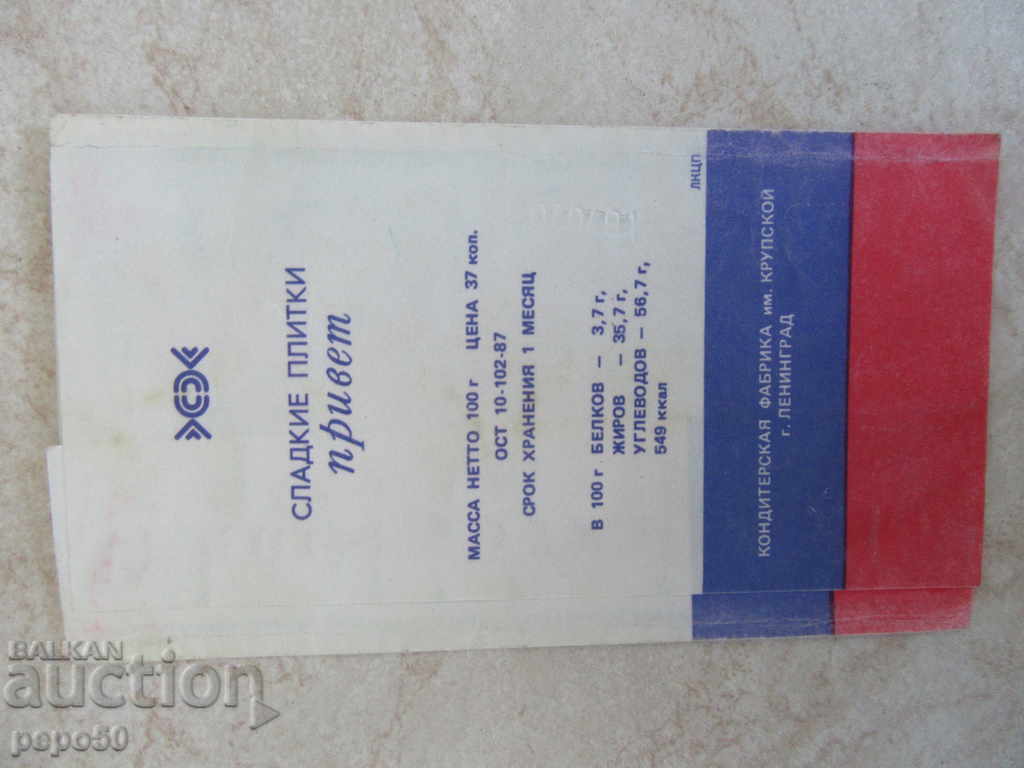 СЛАДКИЕ ПЛИТКИ
привет
МАССА НЕТТО 100 г ЦЕНА 37 коп.
ОСТ 10-102-87
СРОК ХРАНЕНИЯ 1 МЕСЯЦ
В 100 г БЕЛКОВ — 3,7 г,
ЖИРОВ — 35,7 г,
УГЛЕВОДОВ — 56,7 г,
549 ккал
ЛНЦП
КОНДИТЕРСКАЯ ФАБРИКА им. КРУПСКОЙ
г. ЛЕНИНГРАД
BALKAN
auction
pepo50